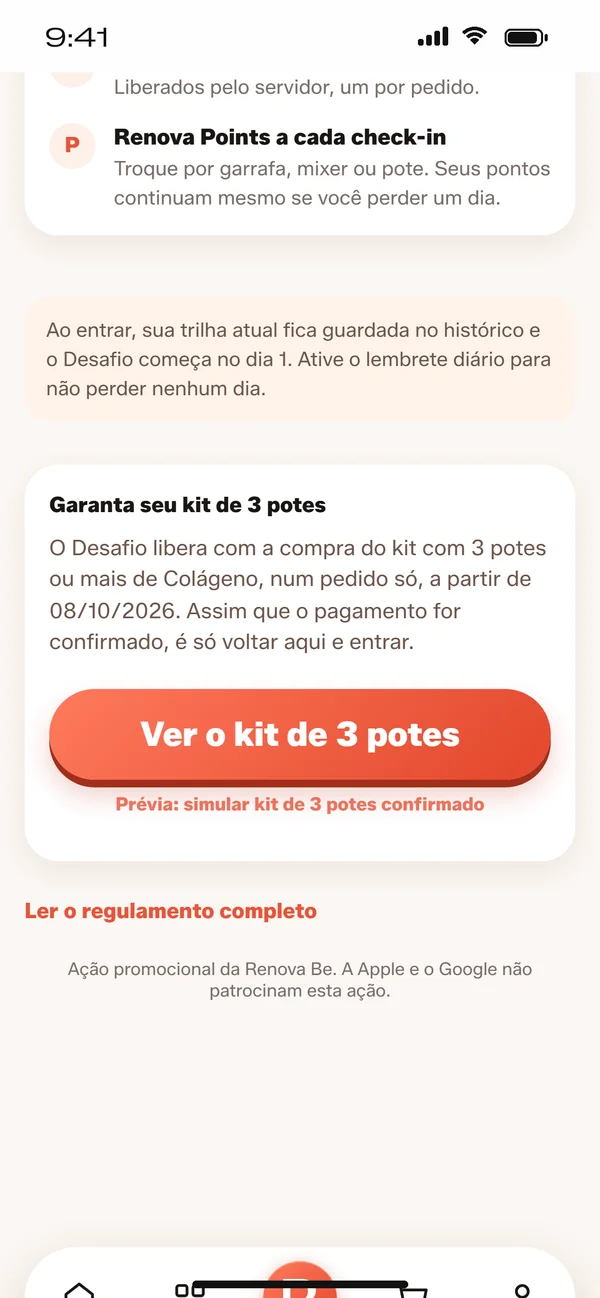 9:41
Liberados pelo servidor, um por pedido.
P
Renova Points a cada check-in
Troque por garrafa, mixer ou pote. Seus pontos
continuam mesmo se você perder um dia.
Ao entrar, sua trilha atual fica guardada no histórico e
o Desafio começa no dia 1. Ative o lembrete diário para
não perder nenhum dia.
Garanta seu kit de 3 potes
O Desafio libera com a compra do kit com 3 potes
ou mais de Colágeno, num pedido só, a partir de
08/10/2026. Assim que o pagamento for
confirmado, é só voltar aqui e entrar.
Ver o kit de 3 potes
Prévia: simular kit de 3 potes confirmado
Ler o regulamento completo
Ação promocional da Renova Be. A Apple e o Google não
patrocinam esta ação.